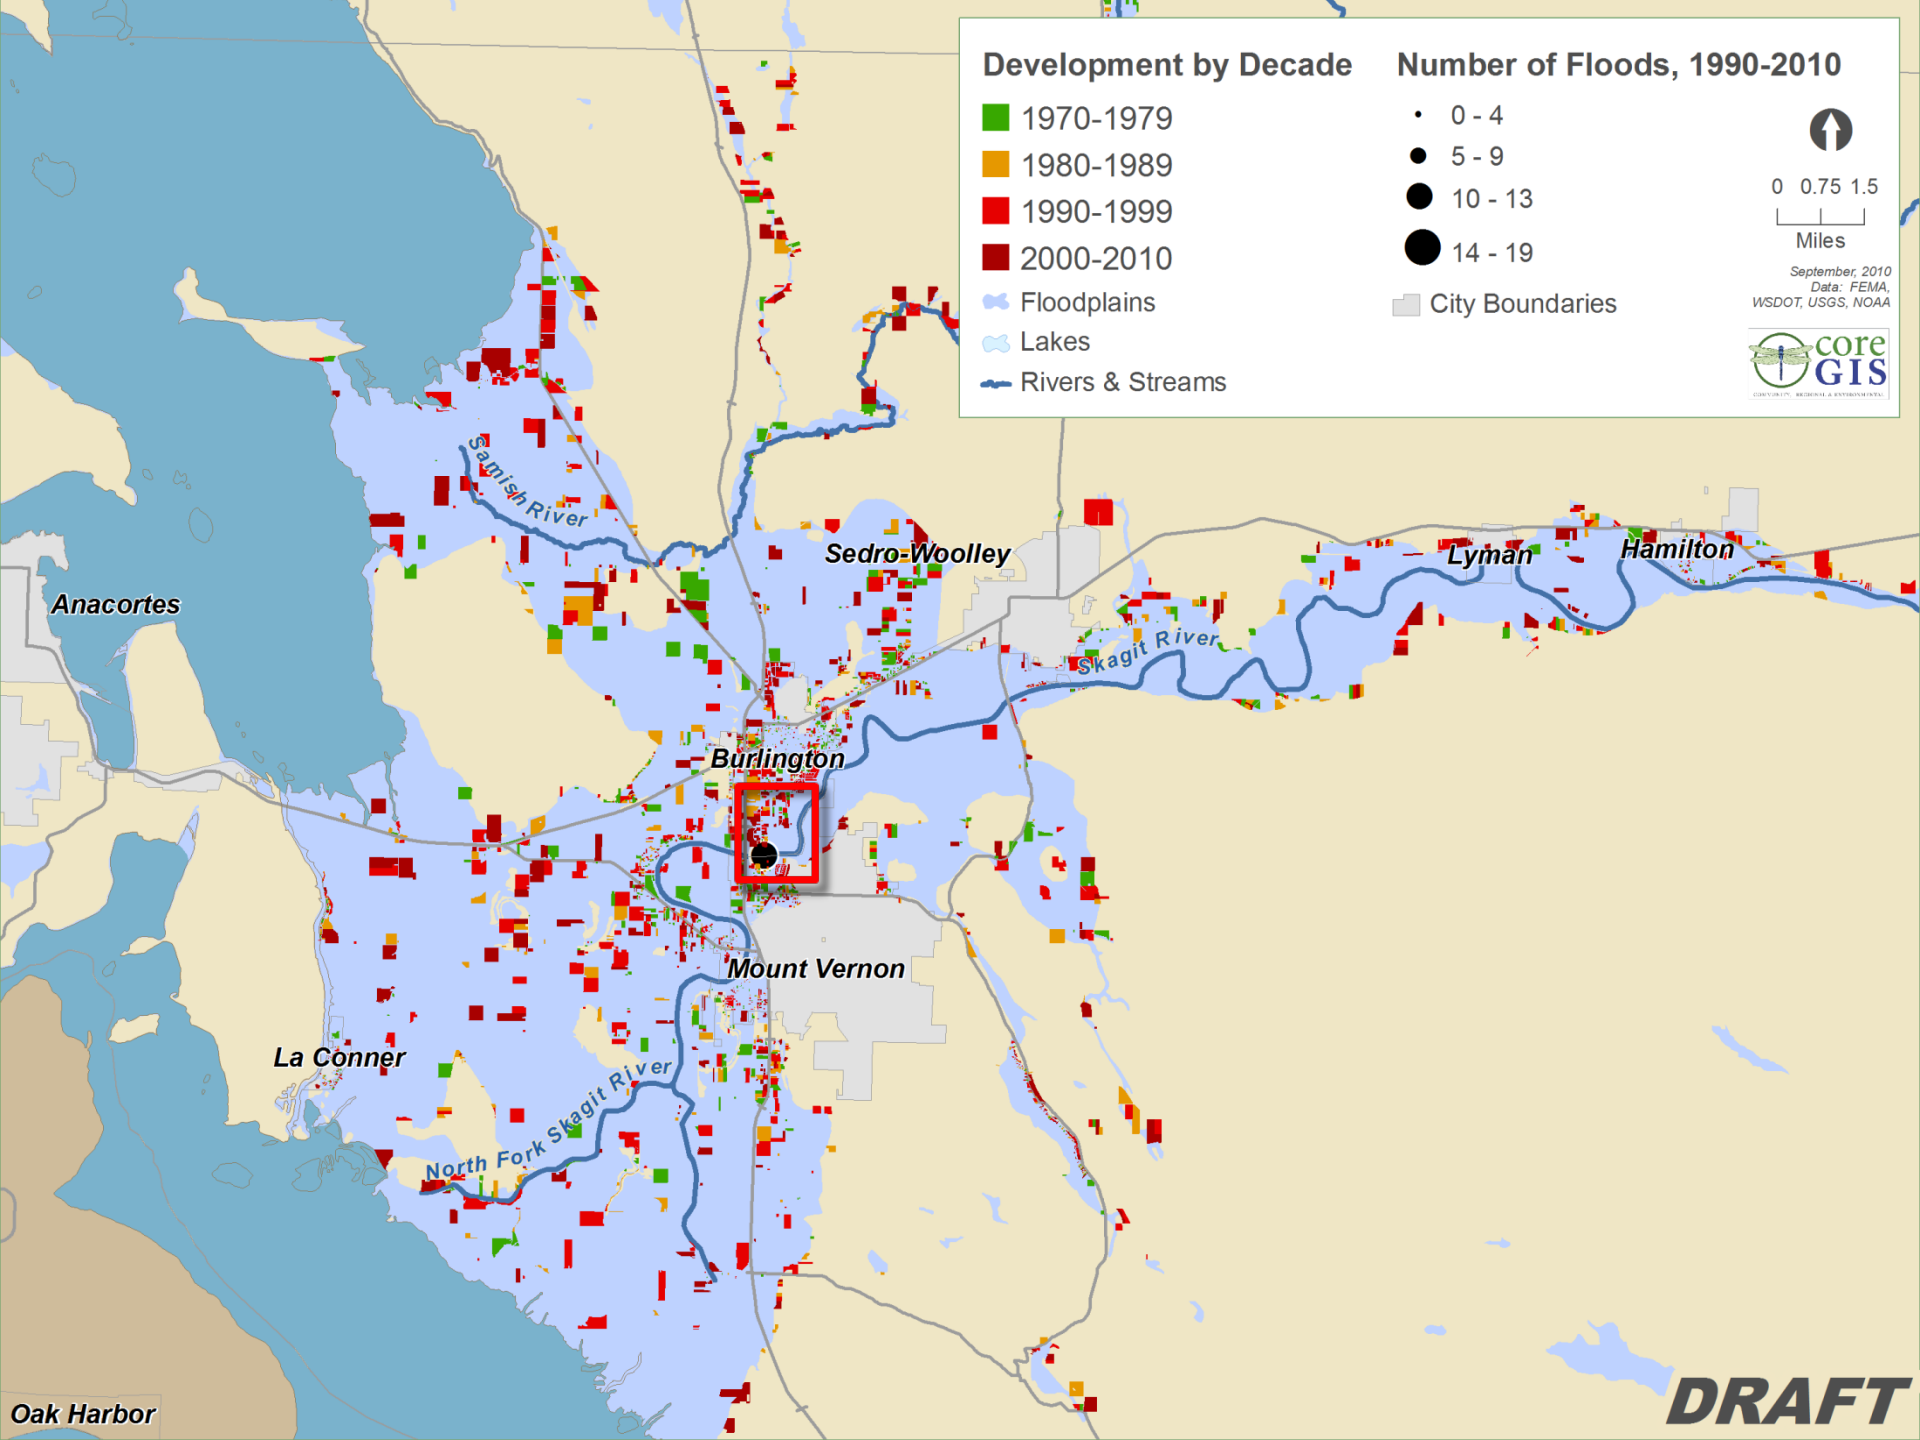 Development by Decade
1970-1979
1980-1989
1990-1999
2000-2010
Floodplains
Lakes
Rivers & Streams
Number of Floods, 1990-2010
0 - 4
5 - 9
10 - 13
14 - 19
City Boundaries
0 0.75 1.5
Miles
September, 2010
Data: FEMA,
WSDOT, USGS, NOAA
core
GIS
COMMUNITY, REGIONAL & ENVIRONMENTAL
Samish River
Sedro-Woolley
Lyman
Hamilton
Anacortes
Skagit River
Burlington
Mount Vernon
La Conner
North Fork Skagit River
Oak Harbor
DRAFT